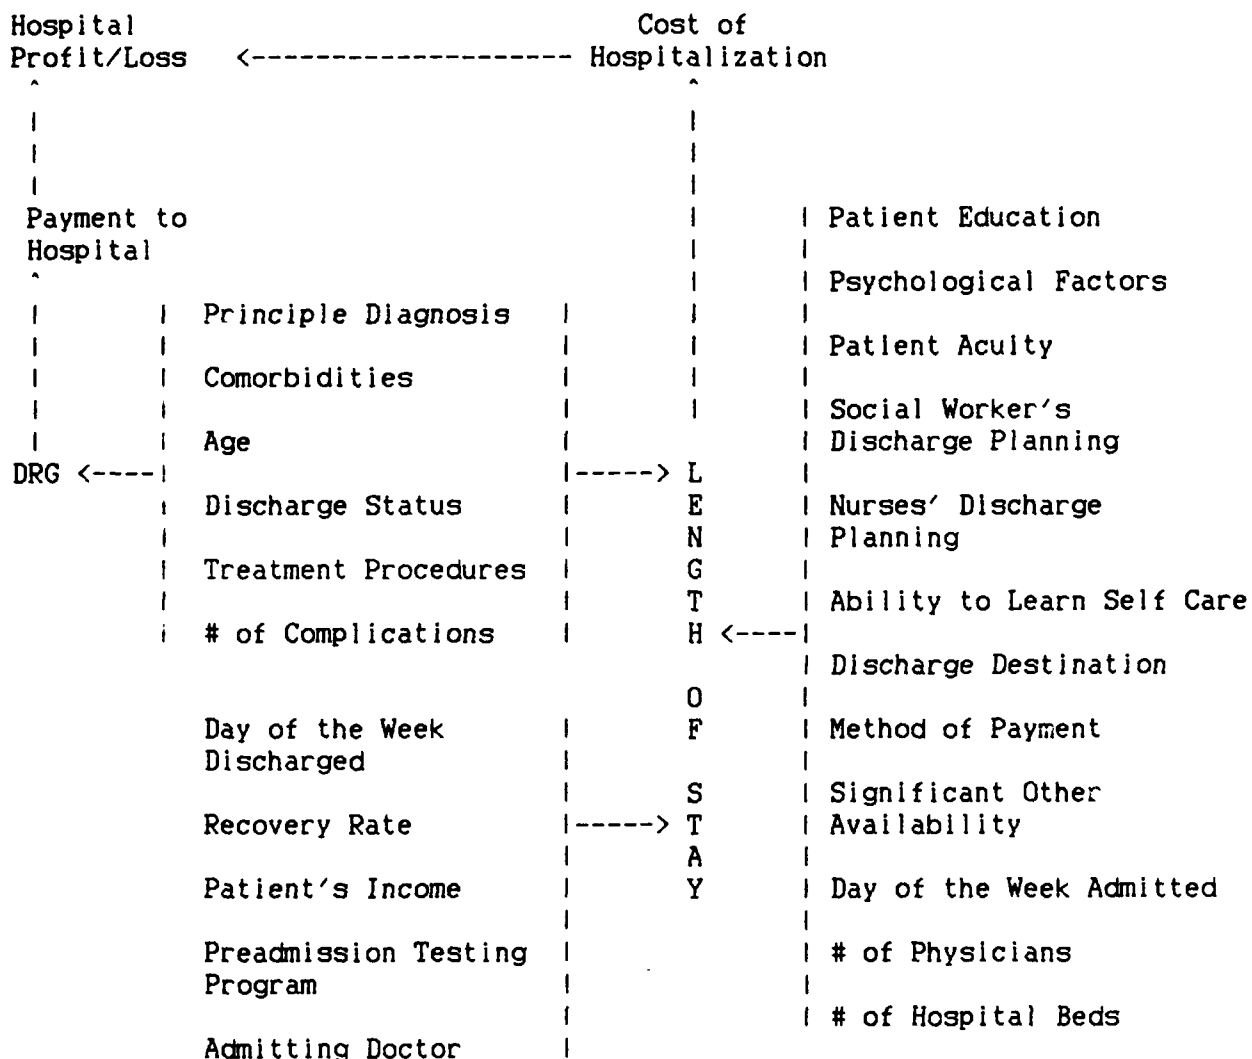 Hospital
Profit/Loss <-------------------- Cost of
Hospitalization
Payment to
Hospital
DRG <----
Principle Diagnosis
Comorbidities
Age
Discharge Status
Treatment Procedures
# of Complications
----->
Day of the Week
Discharged
Recovery Rate
Patient's Income
Preadmission Testing
Program
Admitting Doctor
----->
LENGTH OF STAY
<----
Patient Education
Psychological Factors
Patient Acuity
Social Worker's
Discharge Planning
Nurses' Discharge
Planning
Ability to Learn Self Care
Discharge Destination
Method of Payment
Significant Other
Availability
Day of the Week Admitted
# of Physicians
# of Hospital Beds